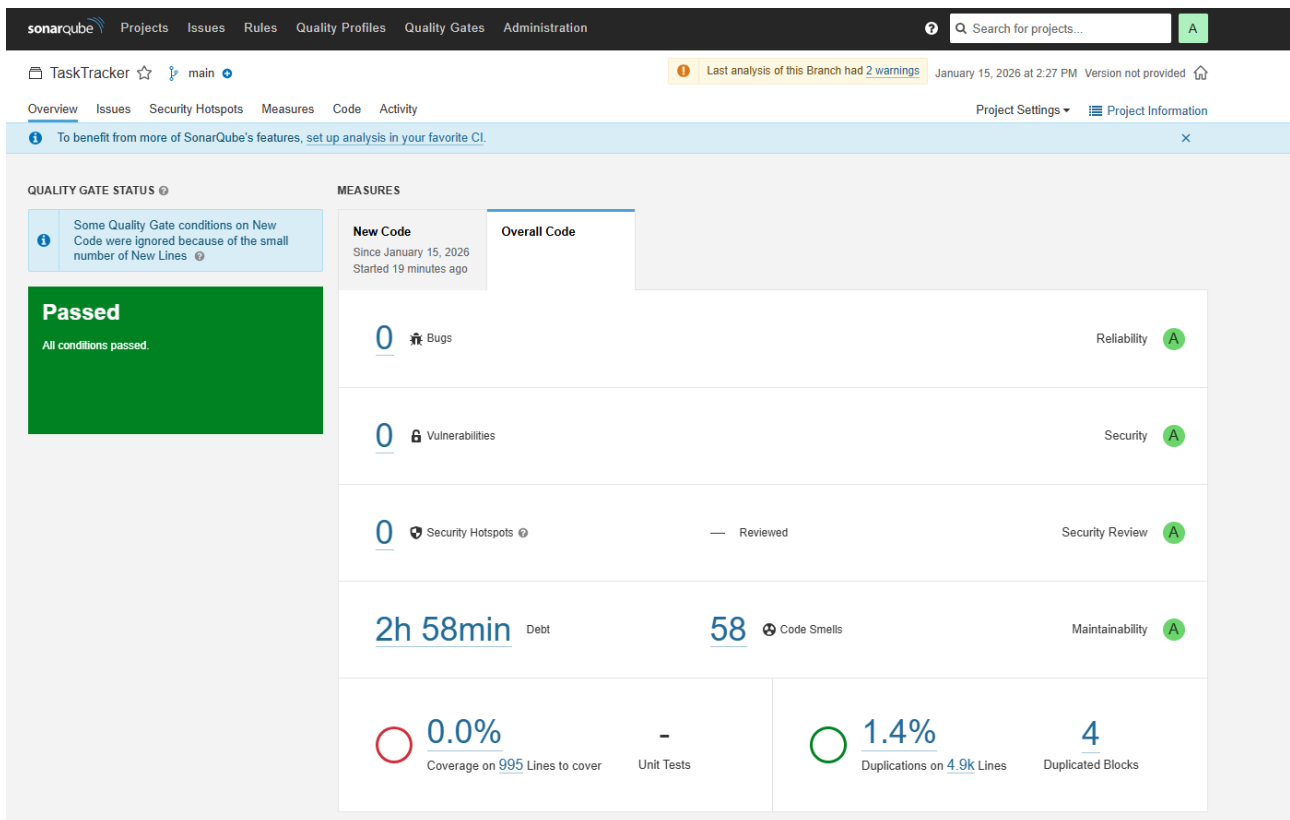 sonarqube Projects Issues Rules Quality Profiles Quality Gates Administration ? Search for projects... A
TaskTracker main Last analysis of this Branch had 2 warnings January 15, 2026 at 2:27 PM Version not provided
Overview Issues Security Hotspots Measures Code Activity Project Settings Project Information
To benefit from more of SonarQube's features, set up analysis in your favorite CI.
QUALITY GATE STATUS
Some Quality Gate conditions on New
Code were ignored because of the small
number of New Lines
Passed
All conditions passed.
MEASURES
New Code
Since January 15, 2026
Started 19 minutes ago
Overall Code
0 Bugs Reliability A
0 Vulnerabilities Security A
0 Security Hotspots — Reviewed Security Review A
2h 58min Debt 58 Code Smells Maintainability A
0.0%
Coverage on 995 Lines to cover
-
Unit Tests
1.4%
Duplications on 4.9k Lines
4
Duplicated Blocks